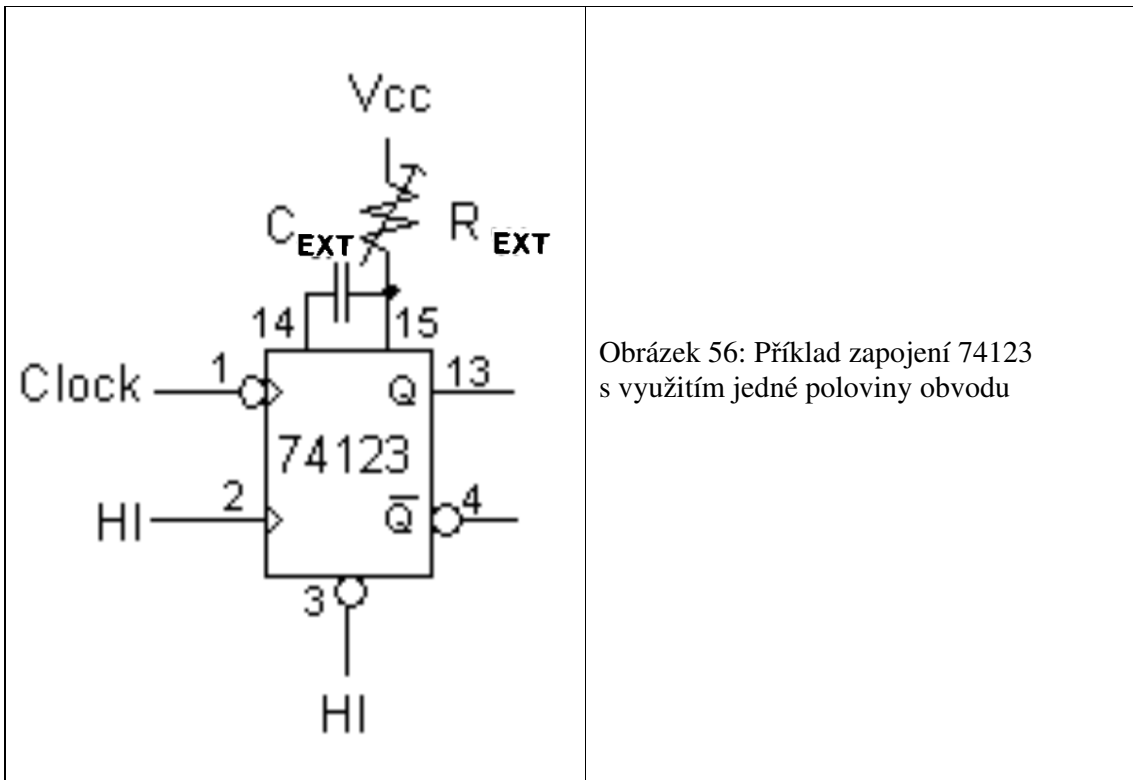 Vcc
C EXT
R EXT
14
15
Clock
1
Q
13
74123
HI
2
Q̅
4
3
HI
Obrázek 56: Příklad zapojení 74123
s využitím jedné poloviny obvodu